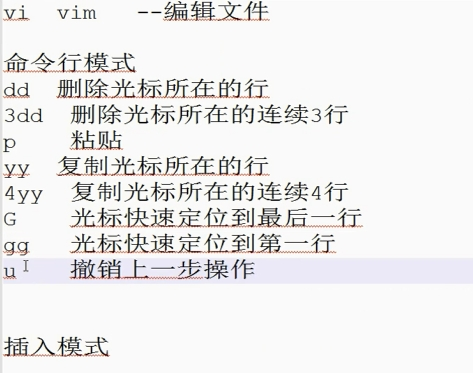 vi  vim   --编辑文件
命令行模式
dd  删除光标所在的行
3dd  删除光标所在的连续3行
p    粘贴
yy  复制光标所在的行
4yy  复制光标所在的连续4行
G    光标快速定位到最后一行
gg   光标快速定位到第一行
u    撤销上一步操作
插入模式